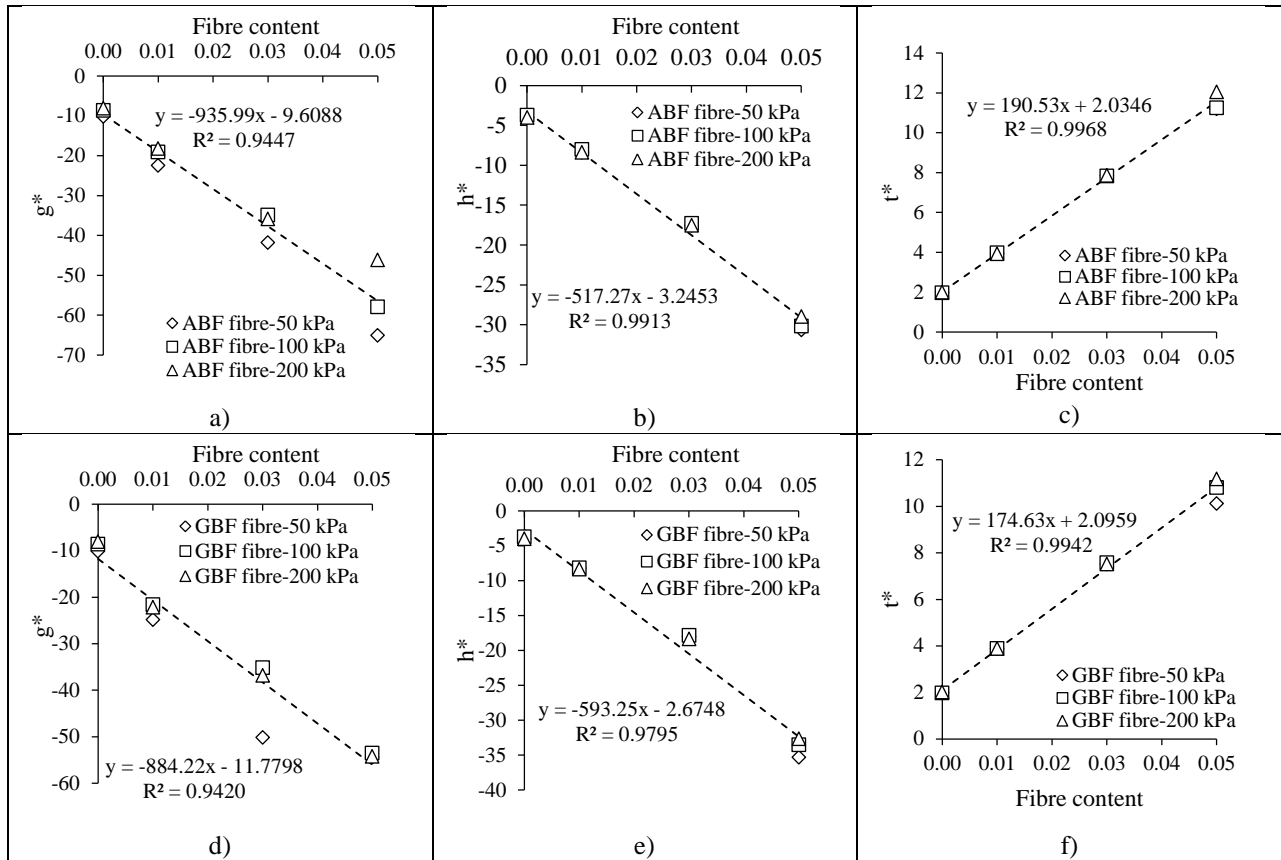 Fibre content
0.00 0.01 0.02 0.03 0.04 0.05
0
-10
-20
-30
-40
-50
-60
-70
g*
y = -935.99x - 9.6088
R² = 0.9447
ABF fibre-50 kPa
ABF fibre-100 kPa
ABF fibre-200 kPa
a)
Fibre content
0.00 0.01 0.02 0.03 0.04 0.05
0
-5
-10
-15
-20
-25
-30
-35
h*
ABF fibre-50 kPa
ABF fibre-100 kPa
ABF fibre-200 kPa
y = -517.27x - 3.2453
R² = 0.9913
b)
14
12
10
8
6
4
2
0
t*
y = 190.53x + 2.0346
R² = 0.9968
ABF fibre-50 kPa
ABF fibre-100 kPa
ABF fibre-200 kPa
0.00 0.01 0.02 0.03 0.04 0.05
Fibre content
c)
Fibre content
0.00 0.01 0.02 0.03 0.04 0.05
0
-10
-20
-30
-40
-50
-60
g*
GBF fibre-50 kPa
GBF fibre-100 kPa
GBF fibre-200 kPa
y = -884.22x - 11.7798
R² = 0.9420
d)
Fibre content
0.00 0.01 0.02 0.03 0.04 0.05
0
-5
-10
-15
-20
-25
-30
-35
-40
h*
GBF fibre-50 kPa
GBF fibre-100 kPa
GBF fibre-200 kPa
y = -593.25x - 2.6748
R² = 0.9795
e)
12
10
8
6
4
2
0
t*
y = 174.63x + 2.0959
R² = 0.9942
GBF fibre-50 kPa
GBF fibre-100 kPa
GBF fibre-200 kPa
0.00 0.01 0.02 0.03 0.04 0.05
Fibre content
f)